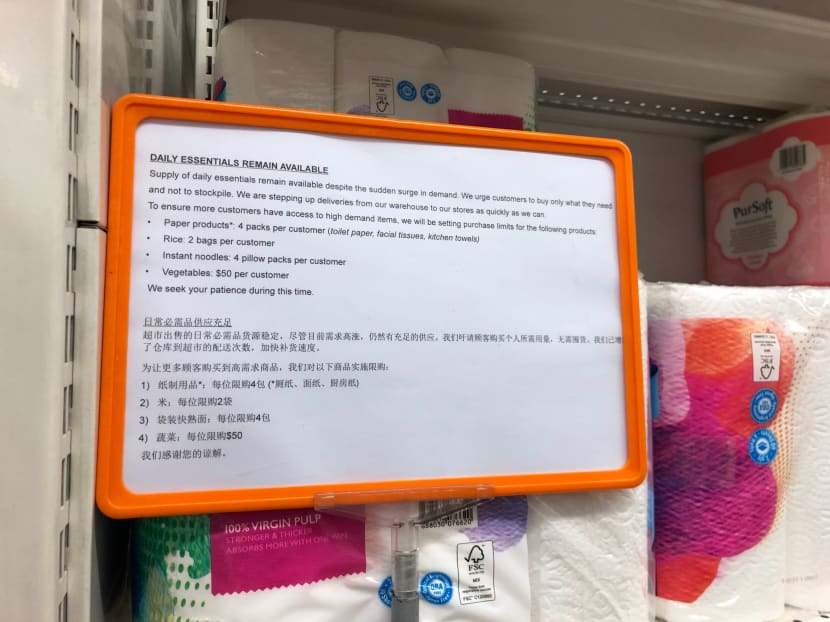 DAILY ESSENTIALS REMAIN AVAILABLE
Supply of daily essentials remain available despite the sudden surge in demand. We urge customers to buy only what they need
and not to stockpile. We are stepping up deliveries from our warehouse to our stores as quickly as we can.
To ensure more customers have access to high demand items, we will be setting purchase limits for the following products:
• Paper products*: 4 packs per customer (toilet paper, facial tissues, kitchen towels)
• Rice: 2 bags per customer
• Instant noodles: 4 pillow packs per customer
• Vegetables: $50 per customer
We seek your patience during this time.
日常必需品供应充足
超市出售的日常必需品货源稳定，尽管目前需求高涨，仍然有充足的供应。我们吁请顾客购买个人所需用量，无需囤货。我们已增
了仓库到超市的配送次数，加快补货速度。
为让更多顾客购买到高需求商品，我们对以下商品实施限购：
1) 纸制用品*：每位限购4包 (*厕纸、面纸、厨房纸)
2) 米：每位限购2袋
3) 袋装快熟面：每位限购4包
4) 蔬菜：每位限购$50
我们感谢您的谅解。
PurSoft
100% VIRGIN PULP
STRONGER & THICKER
ABSORBS MORE WITH ONE
FSC
MIX
FSC